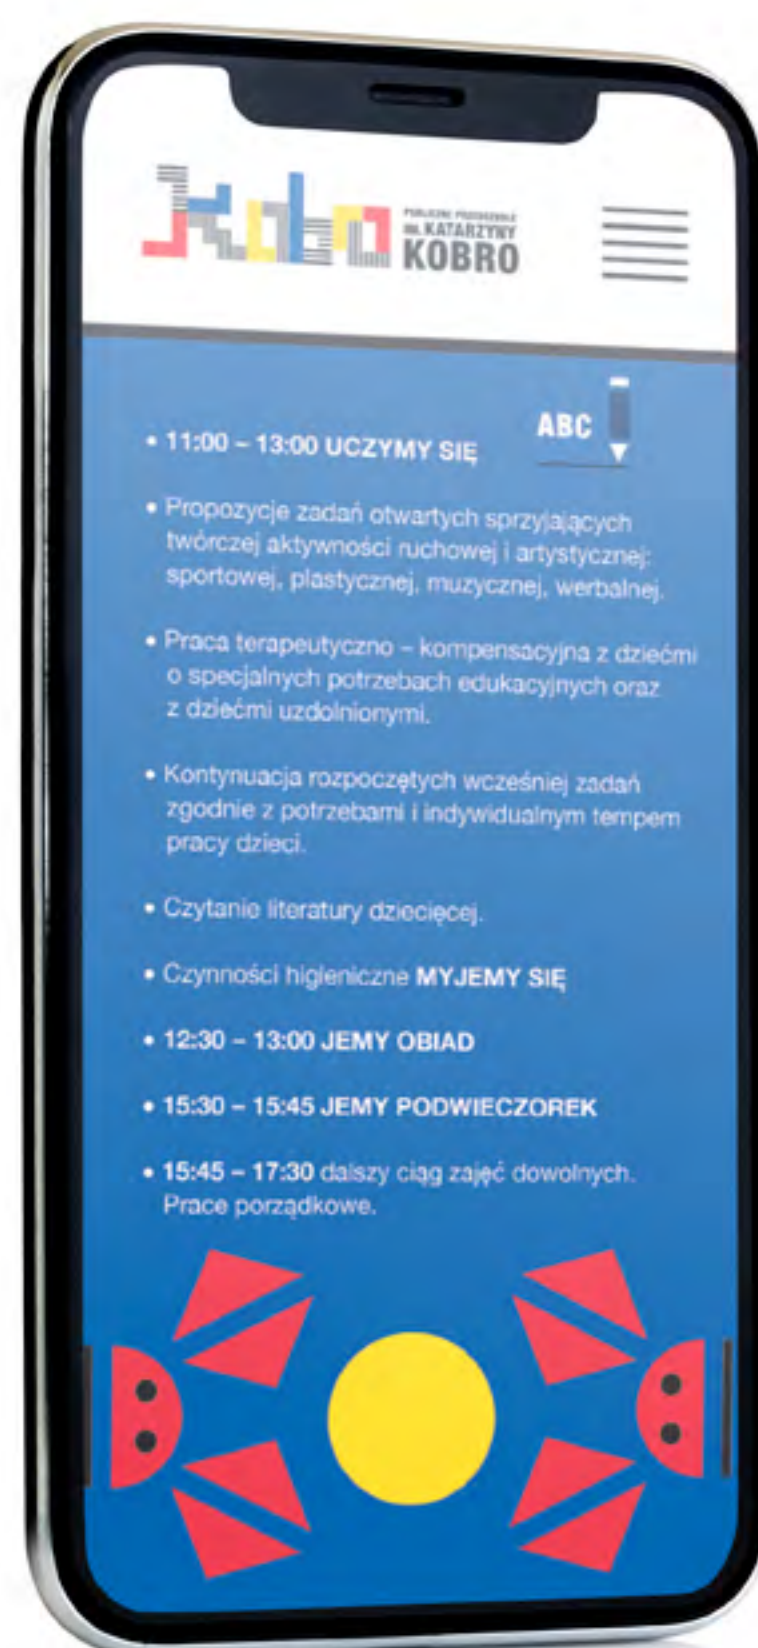 kobro
PUBLICZNE PRZEDSZKOLE
im. KATARZYNY
KOBRO
ABC
• 11:00 – 13:00 UCZYMY SIĘ
• Propozycje zadań otwartych sprzyjających
twórczej aktywności ruchowej i artystycznej:
sportowej, plastycznej, muzycznej, werbalnej.
• Praca terapeutyczno – kompensacyjna z dziećmi
o specjalnych potrzebach edukacyjnych oraz
z dziećmi uzdolnionymi.
• Kontynuacja rozpoczętych wcześniej zadań
zgodnie z potrzebami i indywidualnym tempem
pracy dzieci.
• Czytanie literatury dziecięcej.
• Czynności higieniczne MYJEMY SIĘ
• 12:30 – 13:00 JEMY OBIAD
• 15:30 – 15:45 JEMY PODWIECZOREK
• 15:45 – 17:30 dalszy ciąg zajęć dowolnych.
Prace porządkowe.